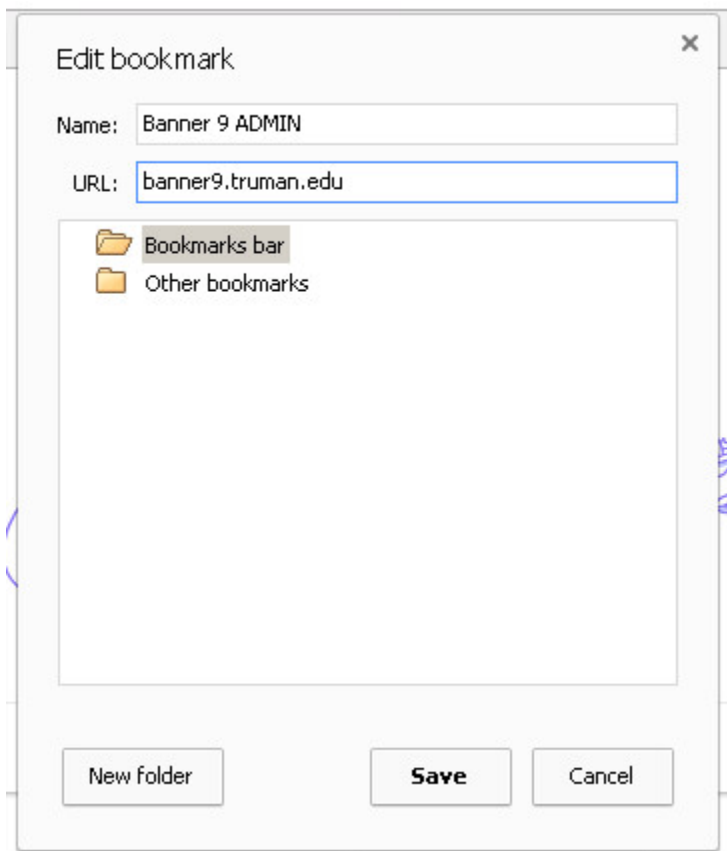 Edit bookmark
Name: Banner 9 ADMIN
URL: banner9.truman.edu
Bookmarks bar
Other bookmarks
New folder Save Cancel